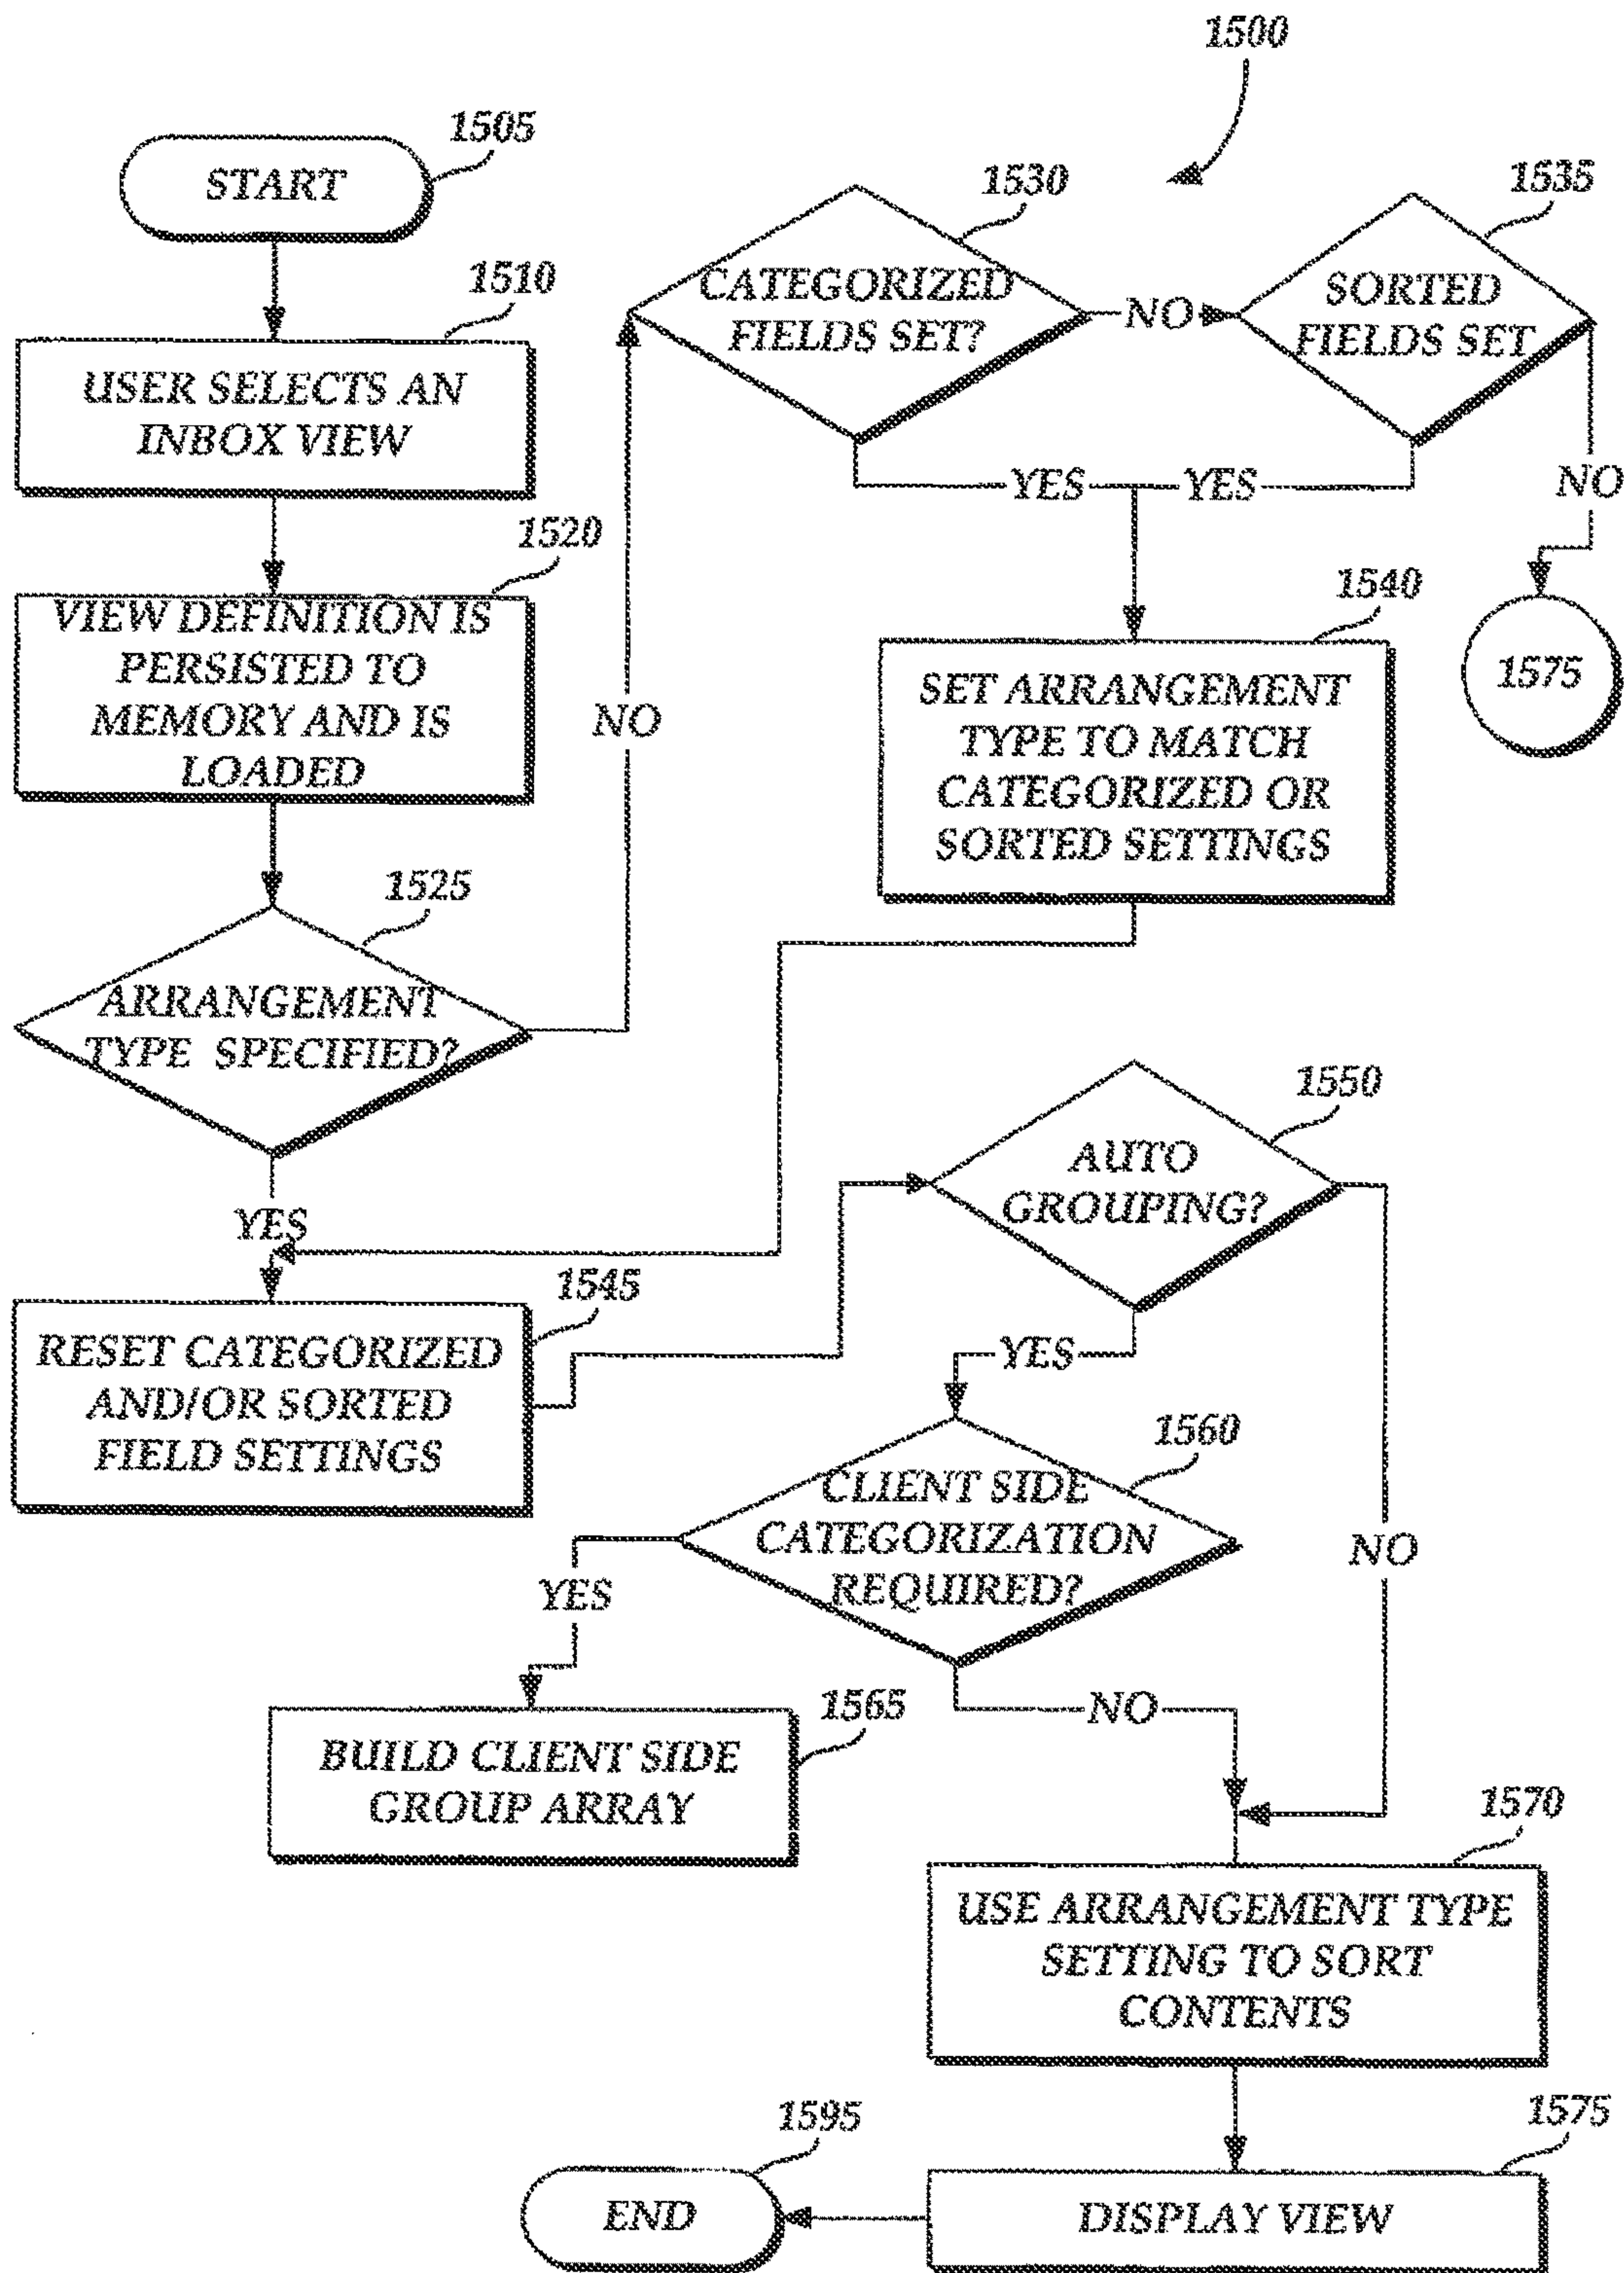 1500
1505
START
1510
USER SELECTS AN
INBOX VIEW
1520
VIEW DEFINITION IS
PERSISTED TO
MEMORY AND IS
LOADED
1525
ARRANGEMENT
TYPE SPECIFIED?
NO
YES
1530
CATEGORIZED
FIELDS SET?
NO
1535
SORTED
FIELDS SET
YES
YES
NO
1575
1540
SET ARRANGEMENT
TYPE TO MATCH
CATEGORIZED OR
SORTED SETTINGS
1545
RESET CATEGORIZED
AND/OR SORTED
FIELD SETTINGS
1550
AUTO
GROUPING?
YES
NO
1560
CLIENT SIDE
CATEGORIZATION
REQUIRED?
YES
NO
1565
BUILD CLIENT SIDE
GROUP ARRAY
1570
USE ARRANGEMENT TYPE
SETTING TO SORT
CONTENTS
1575
DISPLAY VIEW
1595
END